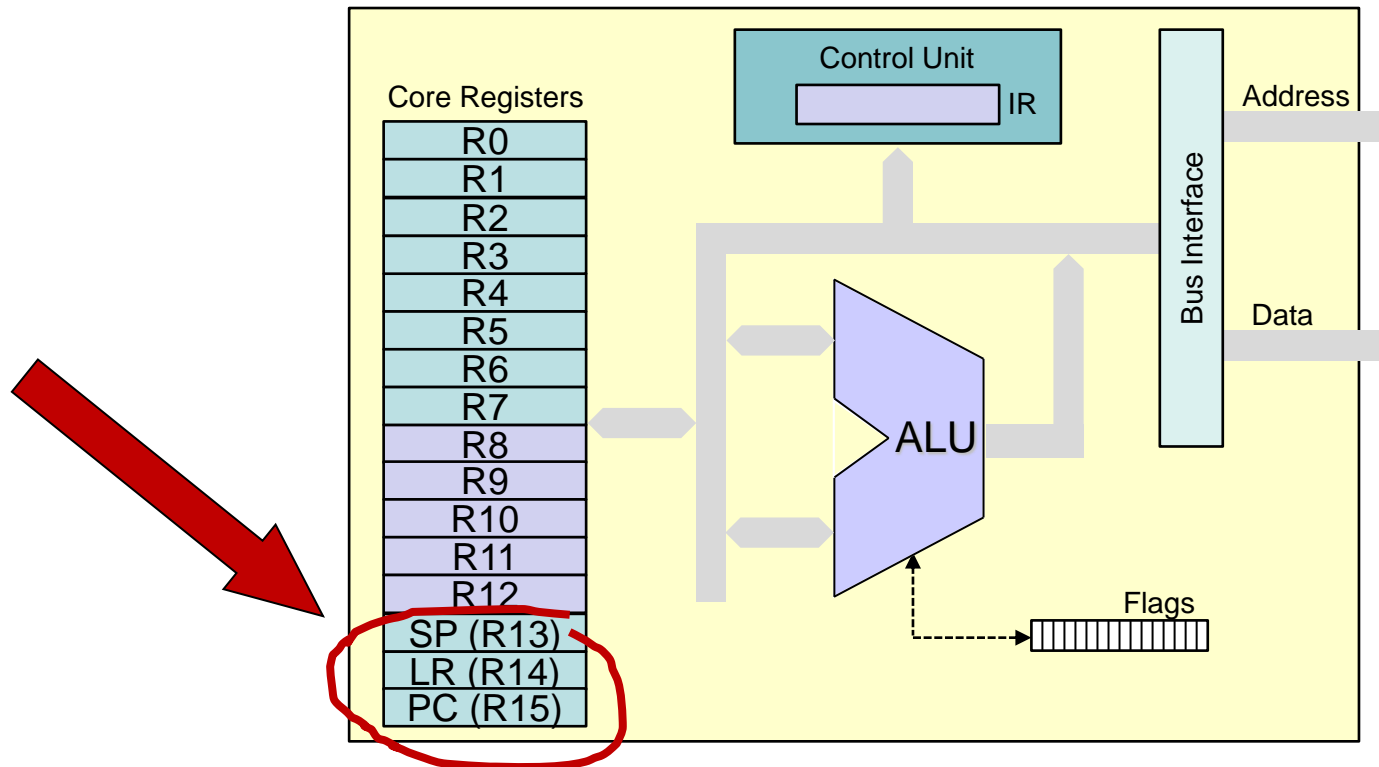 Core Registers
R0
R1
R2
R3
R4
R5
R6
R7
R8
R9
R10
R11
R12
SP (R13)
LR (R14)
PC (R15)
Control Unit
IR
ALU
Flags
Bus Interface
Address
Data